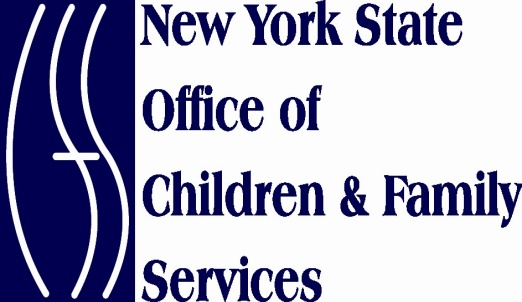 New York State
Office of
Children & Family
Services